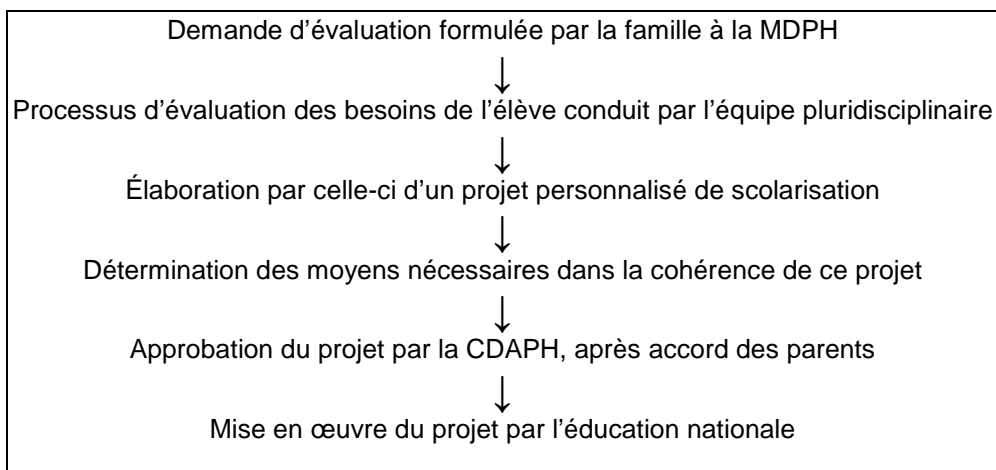 Demande d’évaluation formulée par la famille à la MDPH
↓
Processus d’évaluation des besoins de l’élève conduit par l’équipe pluridisciplinaire
↓
Élaboration par celle-ci d’un projet personnalisé de scolarisation
↓
Détermination des moyens nécessaires dans la cohérence de ce projet
↓
Approbation du projet par la CDAPH, après accord des parents
↓
Mise en œuvre du projet par l’éducation nationale